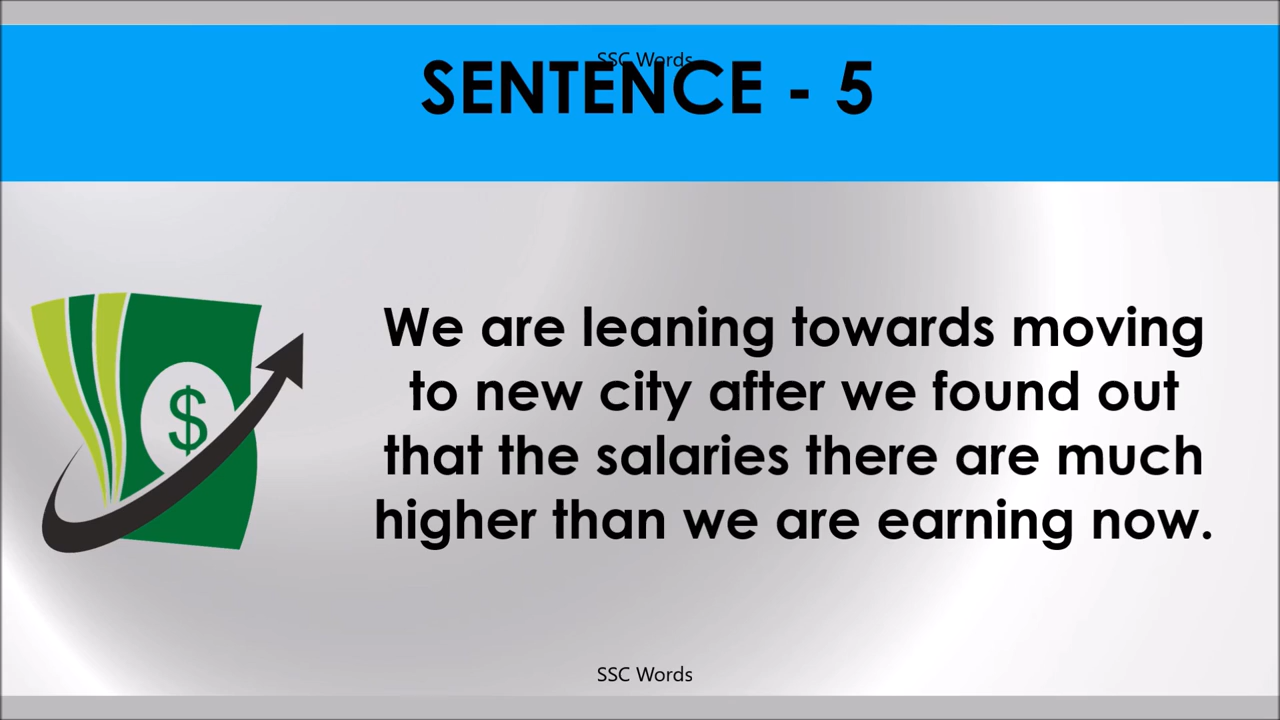 SSC Words
SENTENCE - 5
$
We are leaning towards moving
to new city after we found out
that the salaries there are much
higher than we are earning now.
SSC Words